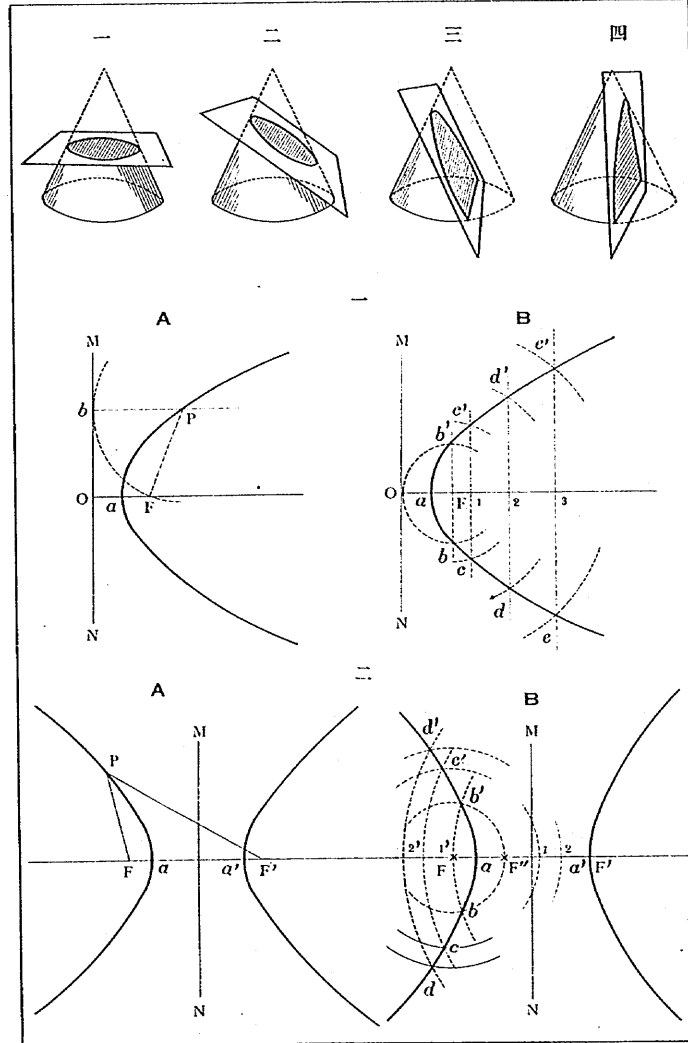 一 二 三 四
一
A B
M M
e'
d'
c'
b P b'
O a F O a F 1 2 3
b c
d
e
N N
二
A B
M M
d'
P c'
b'
2' 1' 1 2
F a a' F' F a F'' a' F'
b
c
d
N N